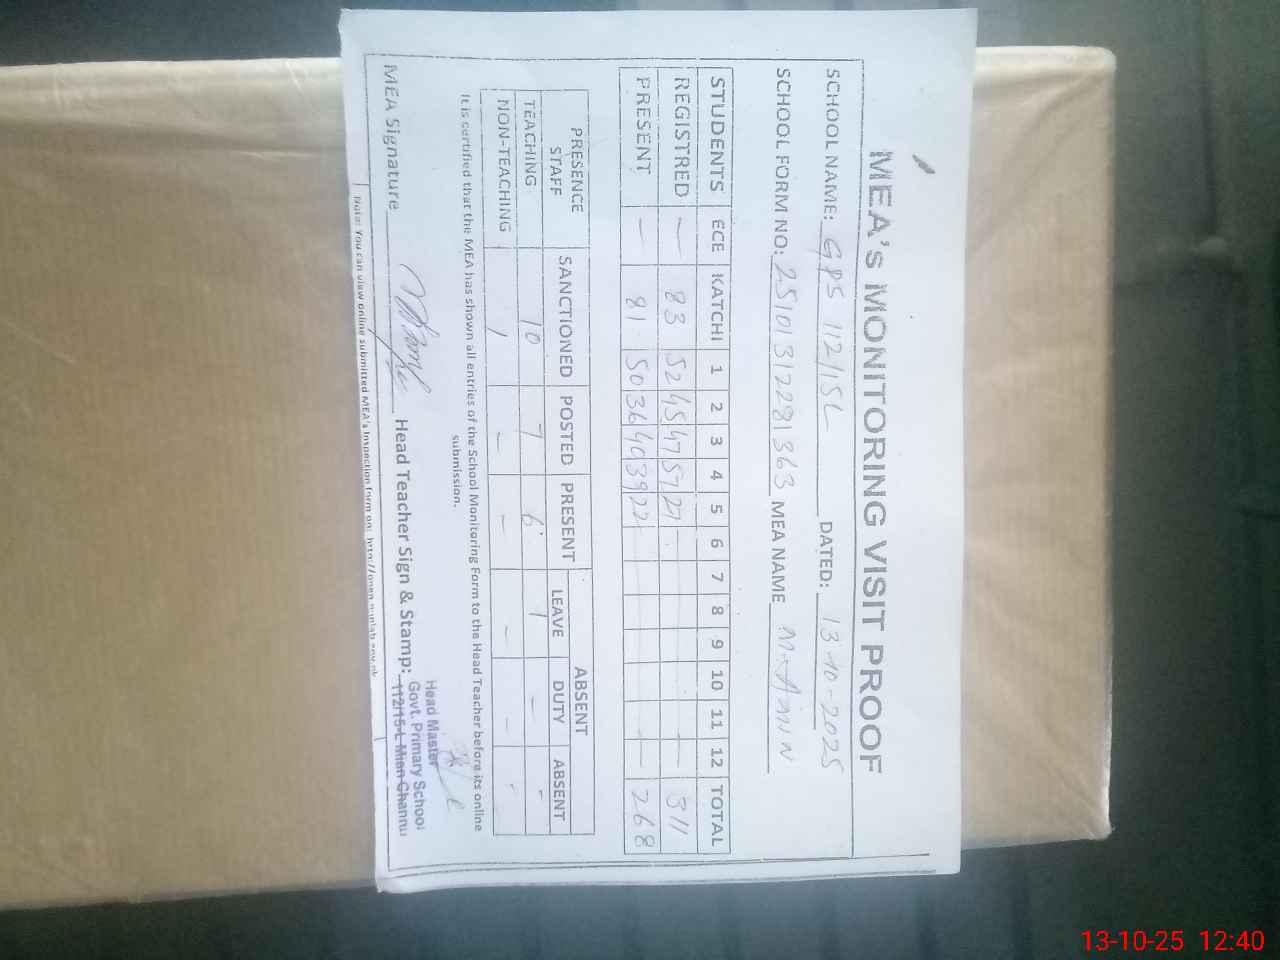 MEA's MONITORING VISIT PROOF
SCHOOL NAME: GPS 112/15L DATED: 13-10-2025
SCHOOL FORM NO: 25101312281363 MEA NAME M. Amin
STUDENTS ECE KATCHI 1 2 3 4 5 6 7 8 9 10 11 12 TOTAL
REGISTRED — 83 52 45 47 57 27 — 311
PRESENT — 81 50 36 40 39 22 — 268
PRESENCE STAFF SANCTIONED POSTED PRESENT ABSENT
LEAVE DUTY ABSENT
TEACHING 10 7 6 1 - -
NON-TEACHING 1 - - - - -
It is certified that the MEA has shown all entries of the School Monitoring Form to the Head Teacher before its online
submission.
MEA Signature Head Teacher Sign & Stamp:
Head Master
Govt. Primary School
112/15-L Mian Channu
Note: You can view online submitted MEA's Inspection form on: http://open.punjab.gov.pk
13-10-25 12:40